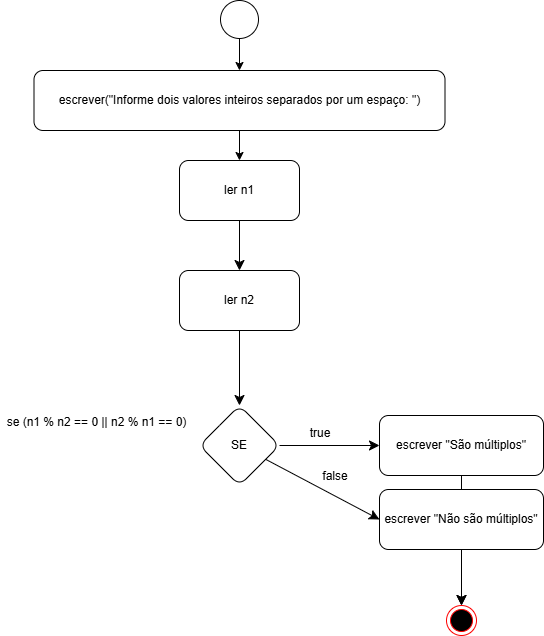 escrever("Informe dois valores inteiros separados por um espaço: ")
ler n1
ler n2
se (n1 % n2 == 0 || n2 % n1 == 0)
SE
true
escrever "São múltiplos"
false
escrever "Não são múltiplos"